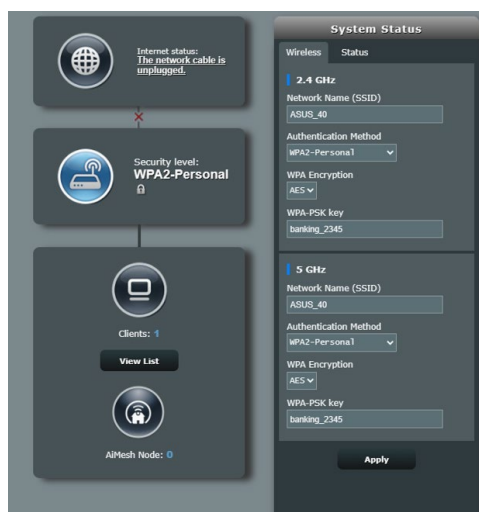 Internet status:
The network cable is
unplugged.
Security level:
WPA2-Personal
Clients: 1
View List
AiMesh Node: 0
System Status
Wireless Status
2.4 GHz
Network Name (SSID)
ASUS_40
Authentication Method
WPA2-Personal
WPA Encryption
AES
WPA-PSK key
banking_2345
5 GHz
Network Name (SSID)
ASUS_40
Authentication Method
WPA2-Personal
WPA Encryption
AES
WPA-PSK key
banking_2345
Apply